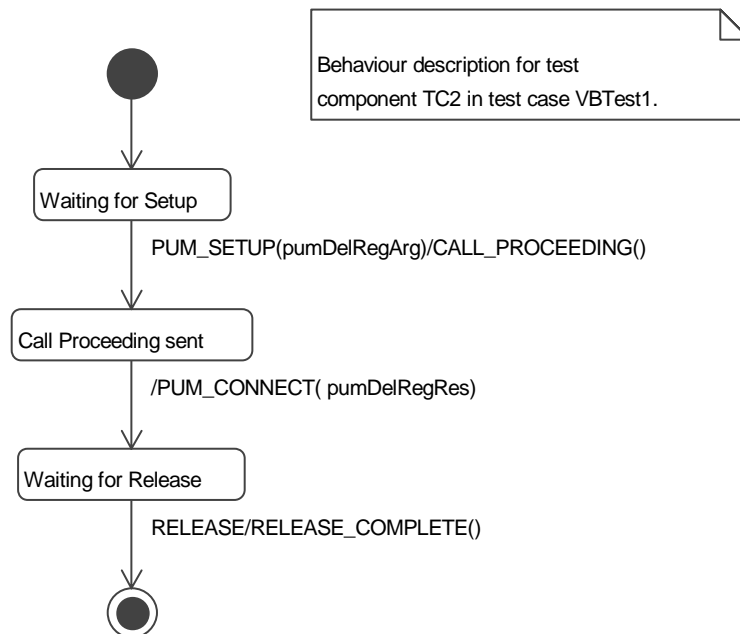 Behaviour description for test
component TC2 in test case VBTest1.
Waiting for Setup
PUM_SETUP(pumDelRegArg)/CALL_PROCEEDING()
Call Proceeding sent
/PUM_CONNECT( pumDelRegRes)
Waiting for Release
RELEASE/RELEASE_COMPLETE()